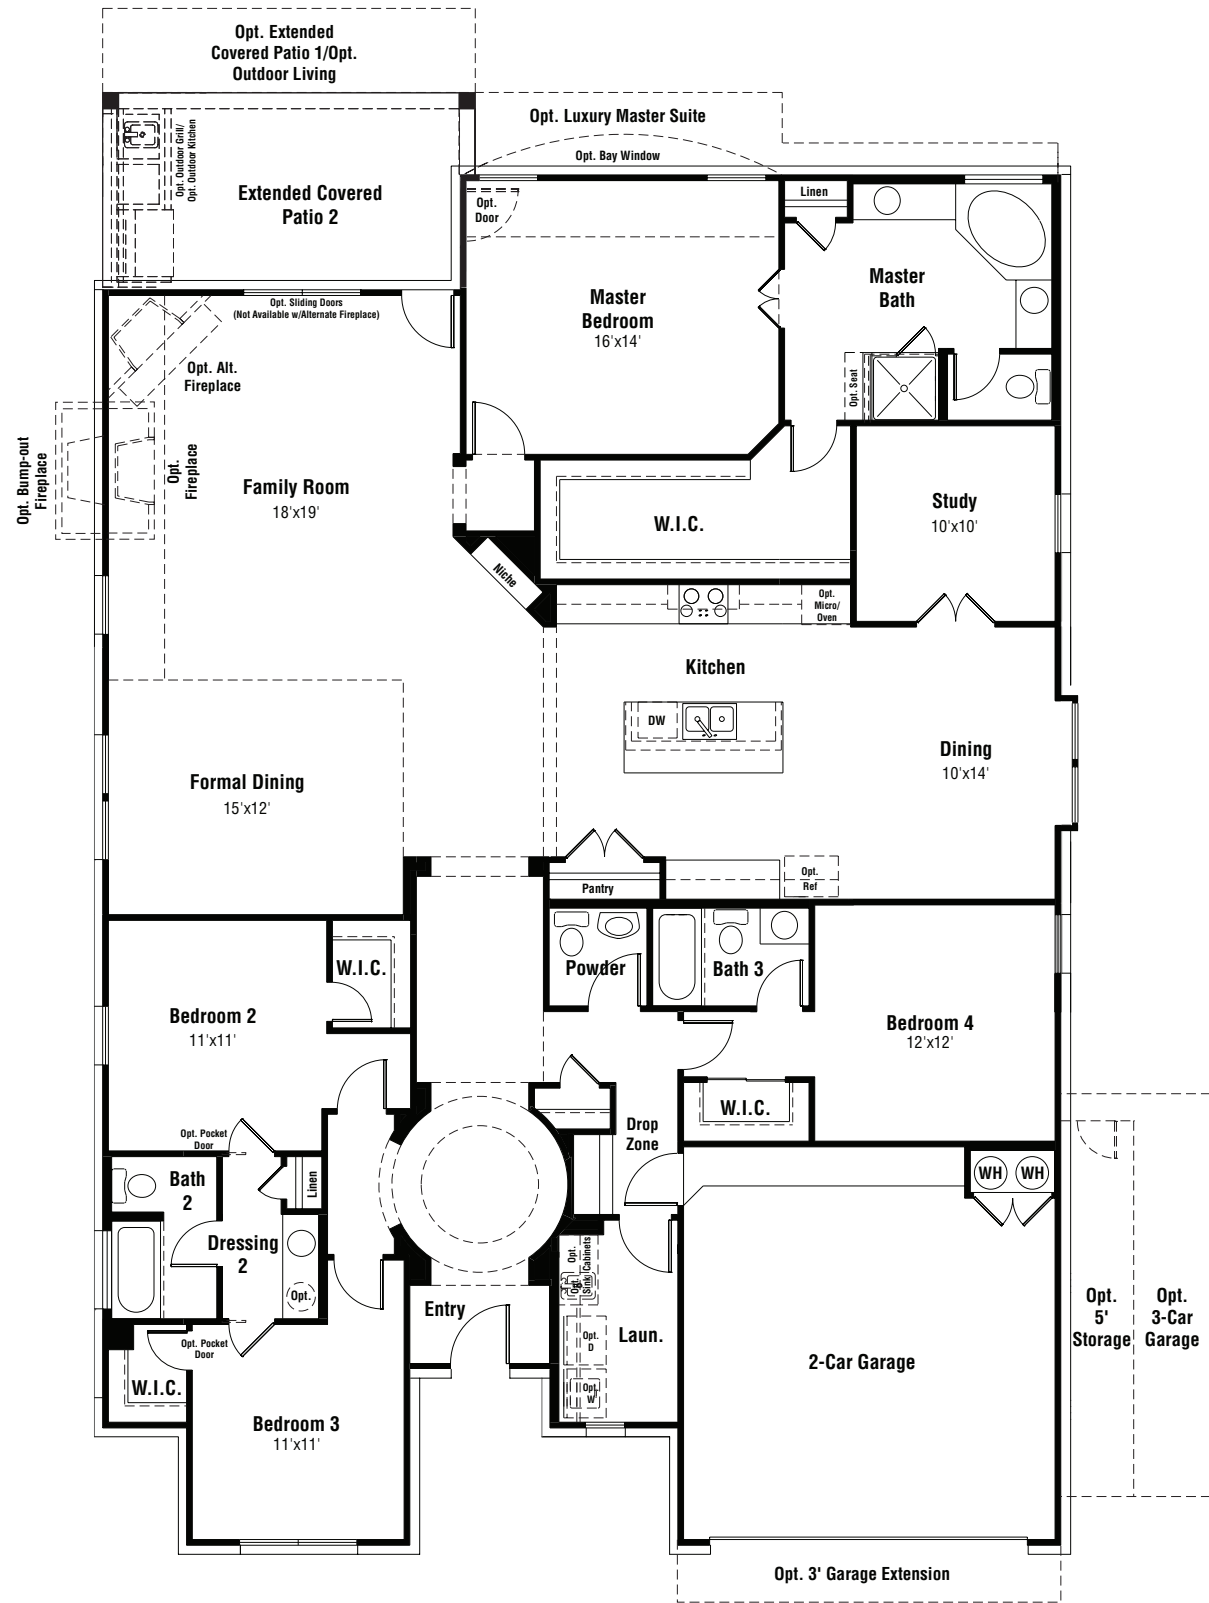 Opt. Extended
Covered Patio 1/Opt.
Outdoor Living
Opt. Luxury Master Suite
Opt. Bay Window
Opt. Outdoor Grill/
Opt. Outdoor Kitchen
Extended Covered
Patio 2
Opt.
Door
Linen
Master
Bath
Master
Bedroom
16'x14'
Opt. Sliding Doors
(Not Available w/Alternate Fireplace)
Opt. Alt.
Fireplace
Opt. Seat
Opt. Bump-out
Fireplace
Opt.
Fireplace
Family Room
18'x19'
W.I.C.
Study
10'x10'
Niche
Opt.
Micro/
Oven
Kitchen
DW
Dining
10'x14'
Formal Dining
15'x12'
Pantry
Opt.
Ref
W.I.C.
Powder
Bath 3
Bedroom 2
11'x11'
Bedroom 4
12'x12'
W.I.C.
Drop
Zone
Opt. Pocket
Door
Bath
2
Linen
WH
WH
Dressing
2
Opt.
Opt.
Cabinets
Opt.
Sink
Entry
Laun.
Opt.
D
Opt.
W
Opt. Pocket
Door
W.I.C.
Bedroom 3
11'x11'
2-Car Garage
Opt.
5'
Storage
Opt.
3-Car
Garage
Opt. 3' Garage Extension